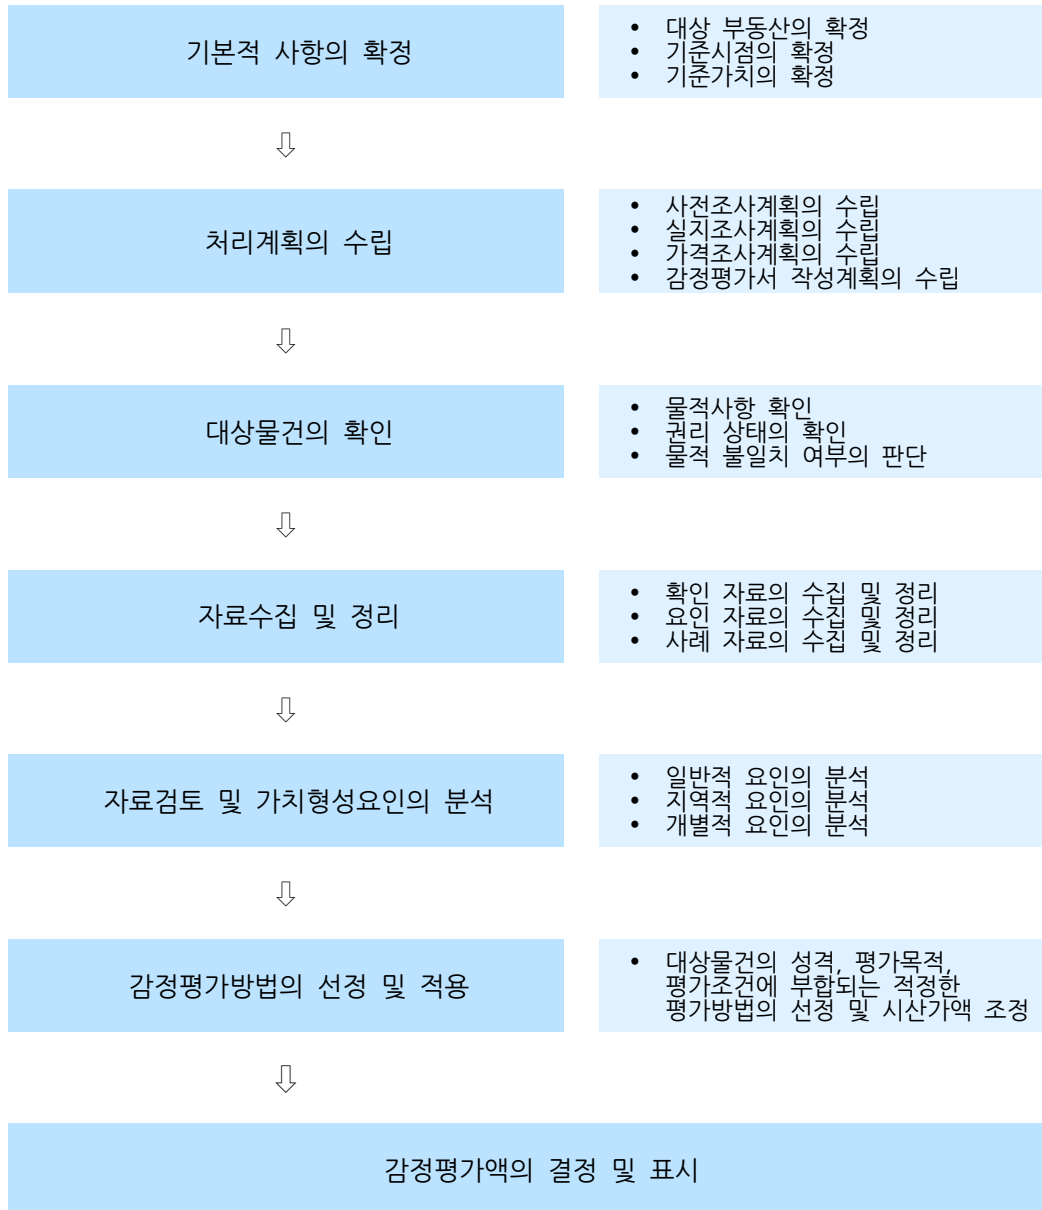 기본적 사항의 확정
• 대상 부동산의 확정
• 기준시점의 확정
• 기준가치의 확정
⇩
처리계획의 수립
• 사전조사계획의 수립
• 실지조사계획의 수립
• 가격조사계획의 수립
• 감정평가서 작성계획의 수립
⇩
대상물건의 확인
• 물적사항 확인
• 권리 상태의 확인
• 물적 불일치 여부의 판단
⇩
자료수집 및 정리
• 확인 자료의 수집 및 정리
• 요인 자료의 수집 및 정리
• 사례 자료의 수집 및 정리
⇩
자료검토 및 가치형성요인의 분석
• 일반적 요인의 분석
• 지역적 요인의 분석
• 개별적 요인의 분석
⇩
감정평가방법의 선정 및 적용
• 대상물건의 성격, 평가목적,
평가조건에 부합되는 적정한
평가방법의 선정 및 시산가액 조정
⇩
감정평가액의 결정 및 표시